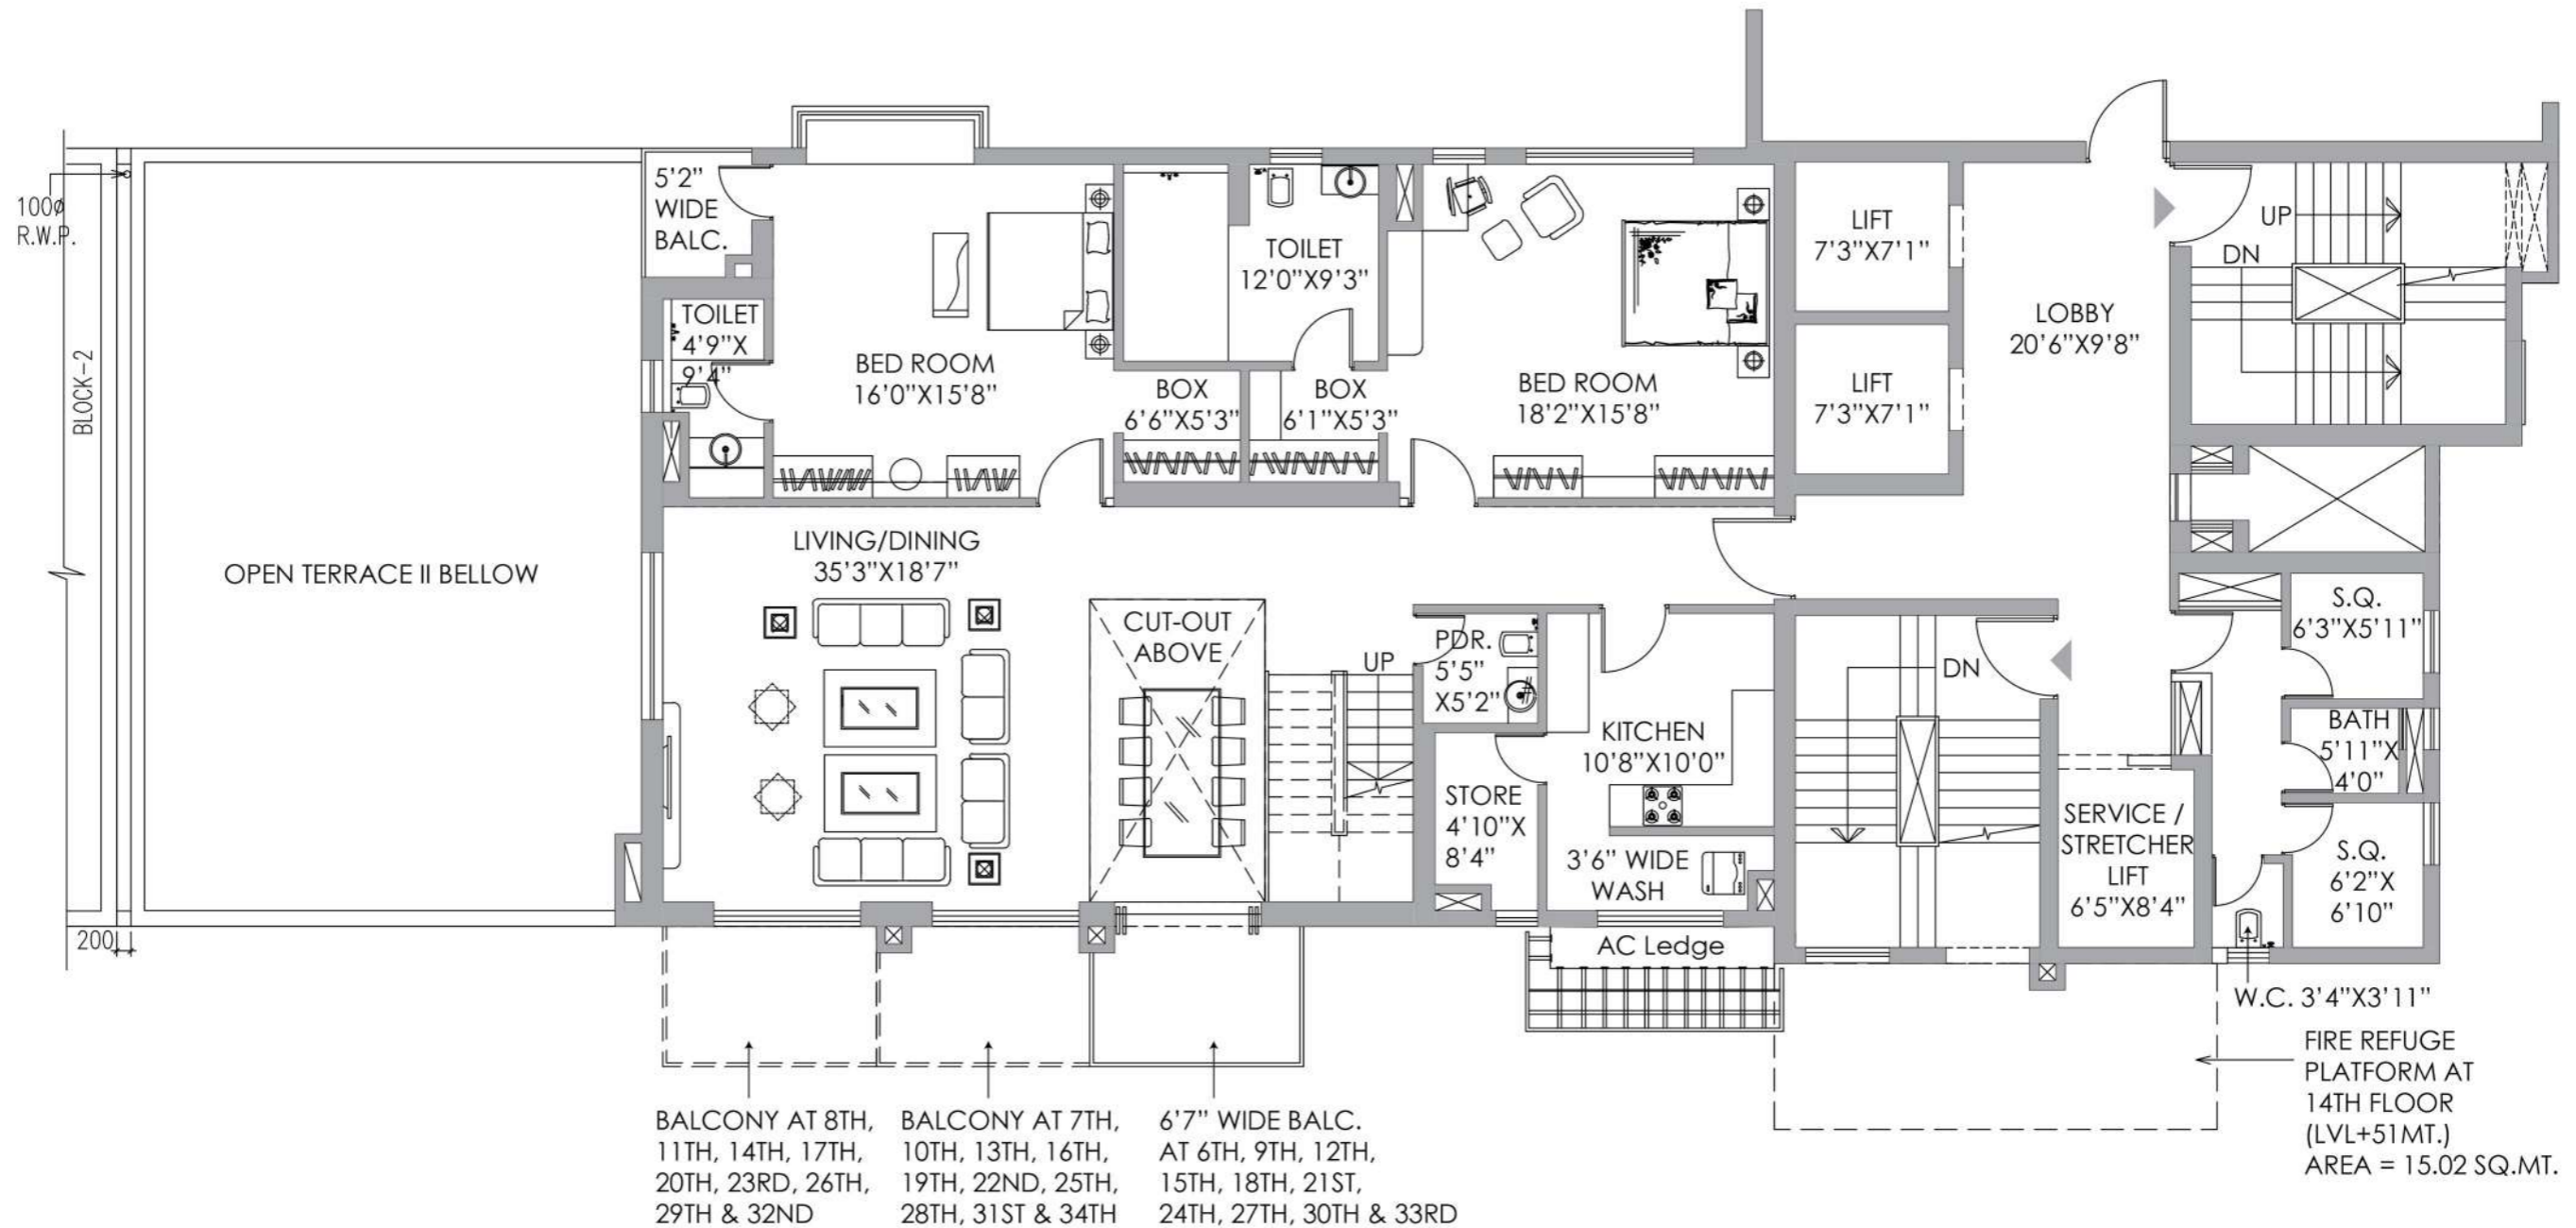 100ø
R.W.P.
BLOCK-2
200
OPEN TERRACE II BELLOW
5'2"
WIDE
BALC.
TOILET
4'9"X
9'4"
BED ROOM
16'0"X15'8"
TOILET
12'0"X9'3"
BOX
6'6"X5'3"
BOX
6'1"X5'3"
BED ROOM
18'2"X15'8"
LIFT
7'3"X7'1"
LIFT
7'3"X7'1"
LOBBY
20'6"X9'8"
UP
DN
LIVING/DINING
35'3"X18'7"
CUT-OUT
ABOVE
UP
PDR.
5'5"
X5'2"
KITCHEN
10'8"X10'0"
STORE
4'10"X
8'4"
3'6" WIDE
WASH
AC Ledge
DN
SERVICE /
STRETCHER
LIFT
6'5"X8'4"
S.Q.
6'3"X5'11"
BATH
5'11"X
4'0"
S.Q.
6'2"X
6'10"
W.C. 3'4"X3'11"
FIRE REFUGE
PLATFORM AT
14TH FLOOR
(LVL+51MT.)
AREA = 15.02 SQ.MT.
BALCONY AT 8TH,
11TH, 14TH, 17TH,
20TH, 23RD, 26TH,
29TH & 32ND
BALCONY AT 7TH,
10TH, 13TH, 16TH,
19TH, 22ND, 25TH,
28TH, 31ST & 34TH
6'7" WIDE BALC.
AT 6TH, 9TH, 12TH,
15TH, 18TH, 21ST,
24TH, 27TH, 30TH & 33RD